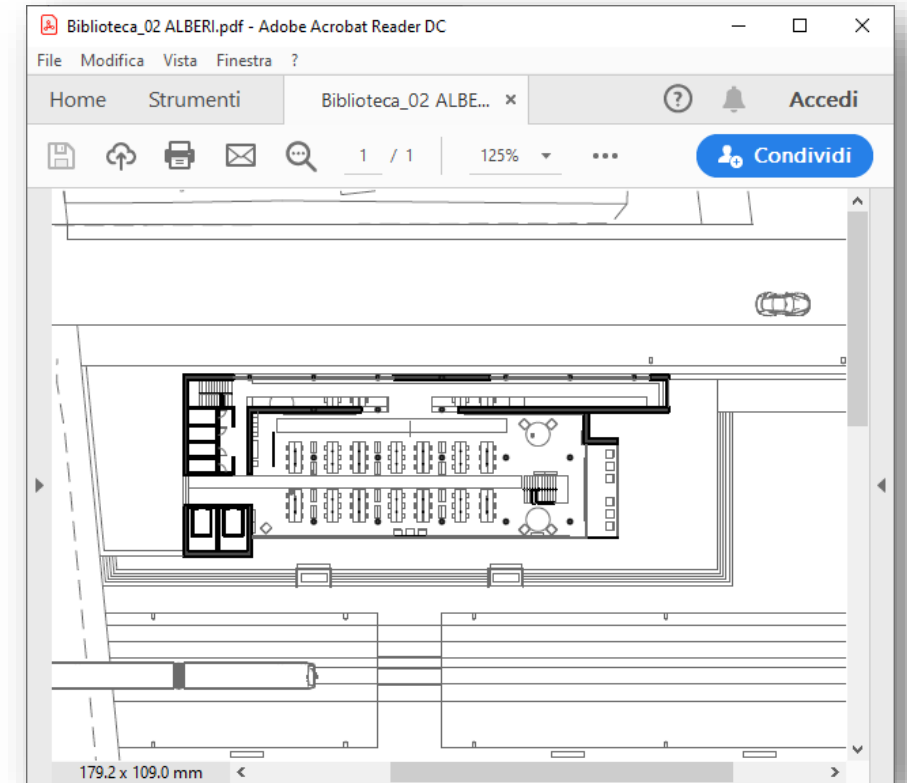 Biblioteca_02 ALBERI.pdf - Adobe Acrobat Reader DC
File Modifica Vista Finestra ?
Home Strumenti Biblioteca_02 ALBE... × Accedi
1 / 1 125% Condividi
179.2 x 109.0 mm